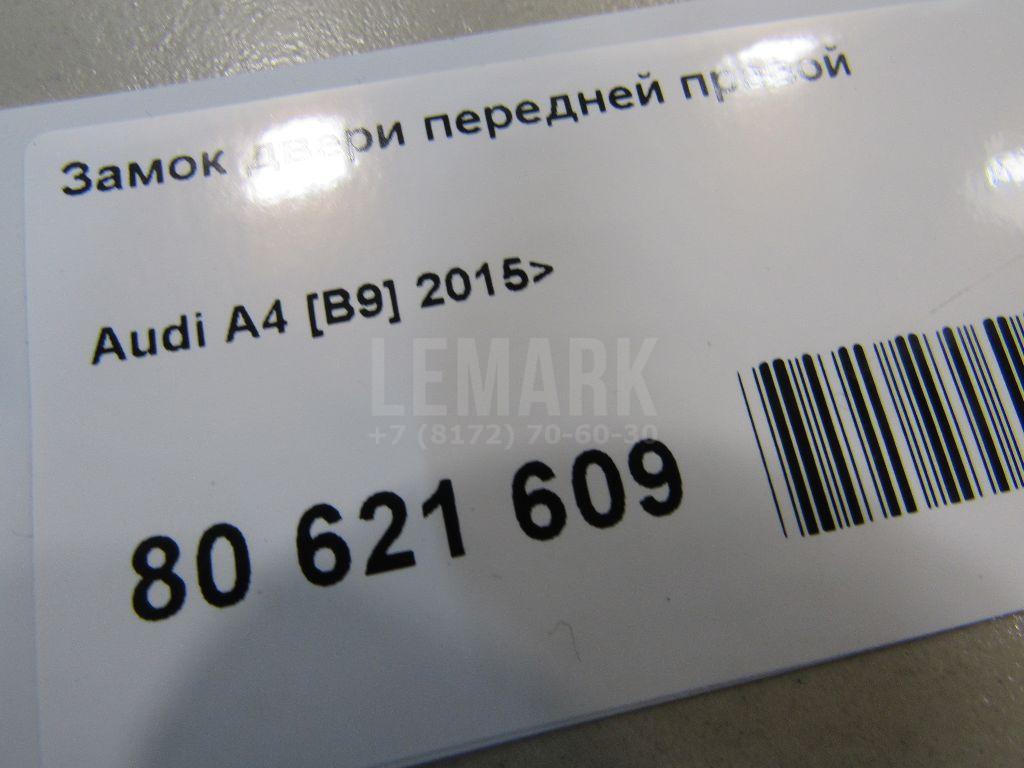 Замок двери передней правой
Audi A4 [B9] 2015>
LEMARK
+7 (8172) 70-60-30
80 621 609